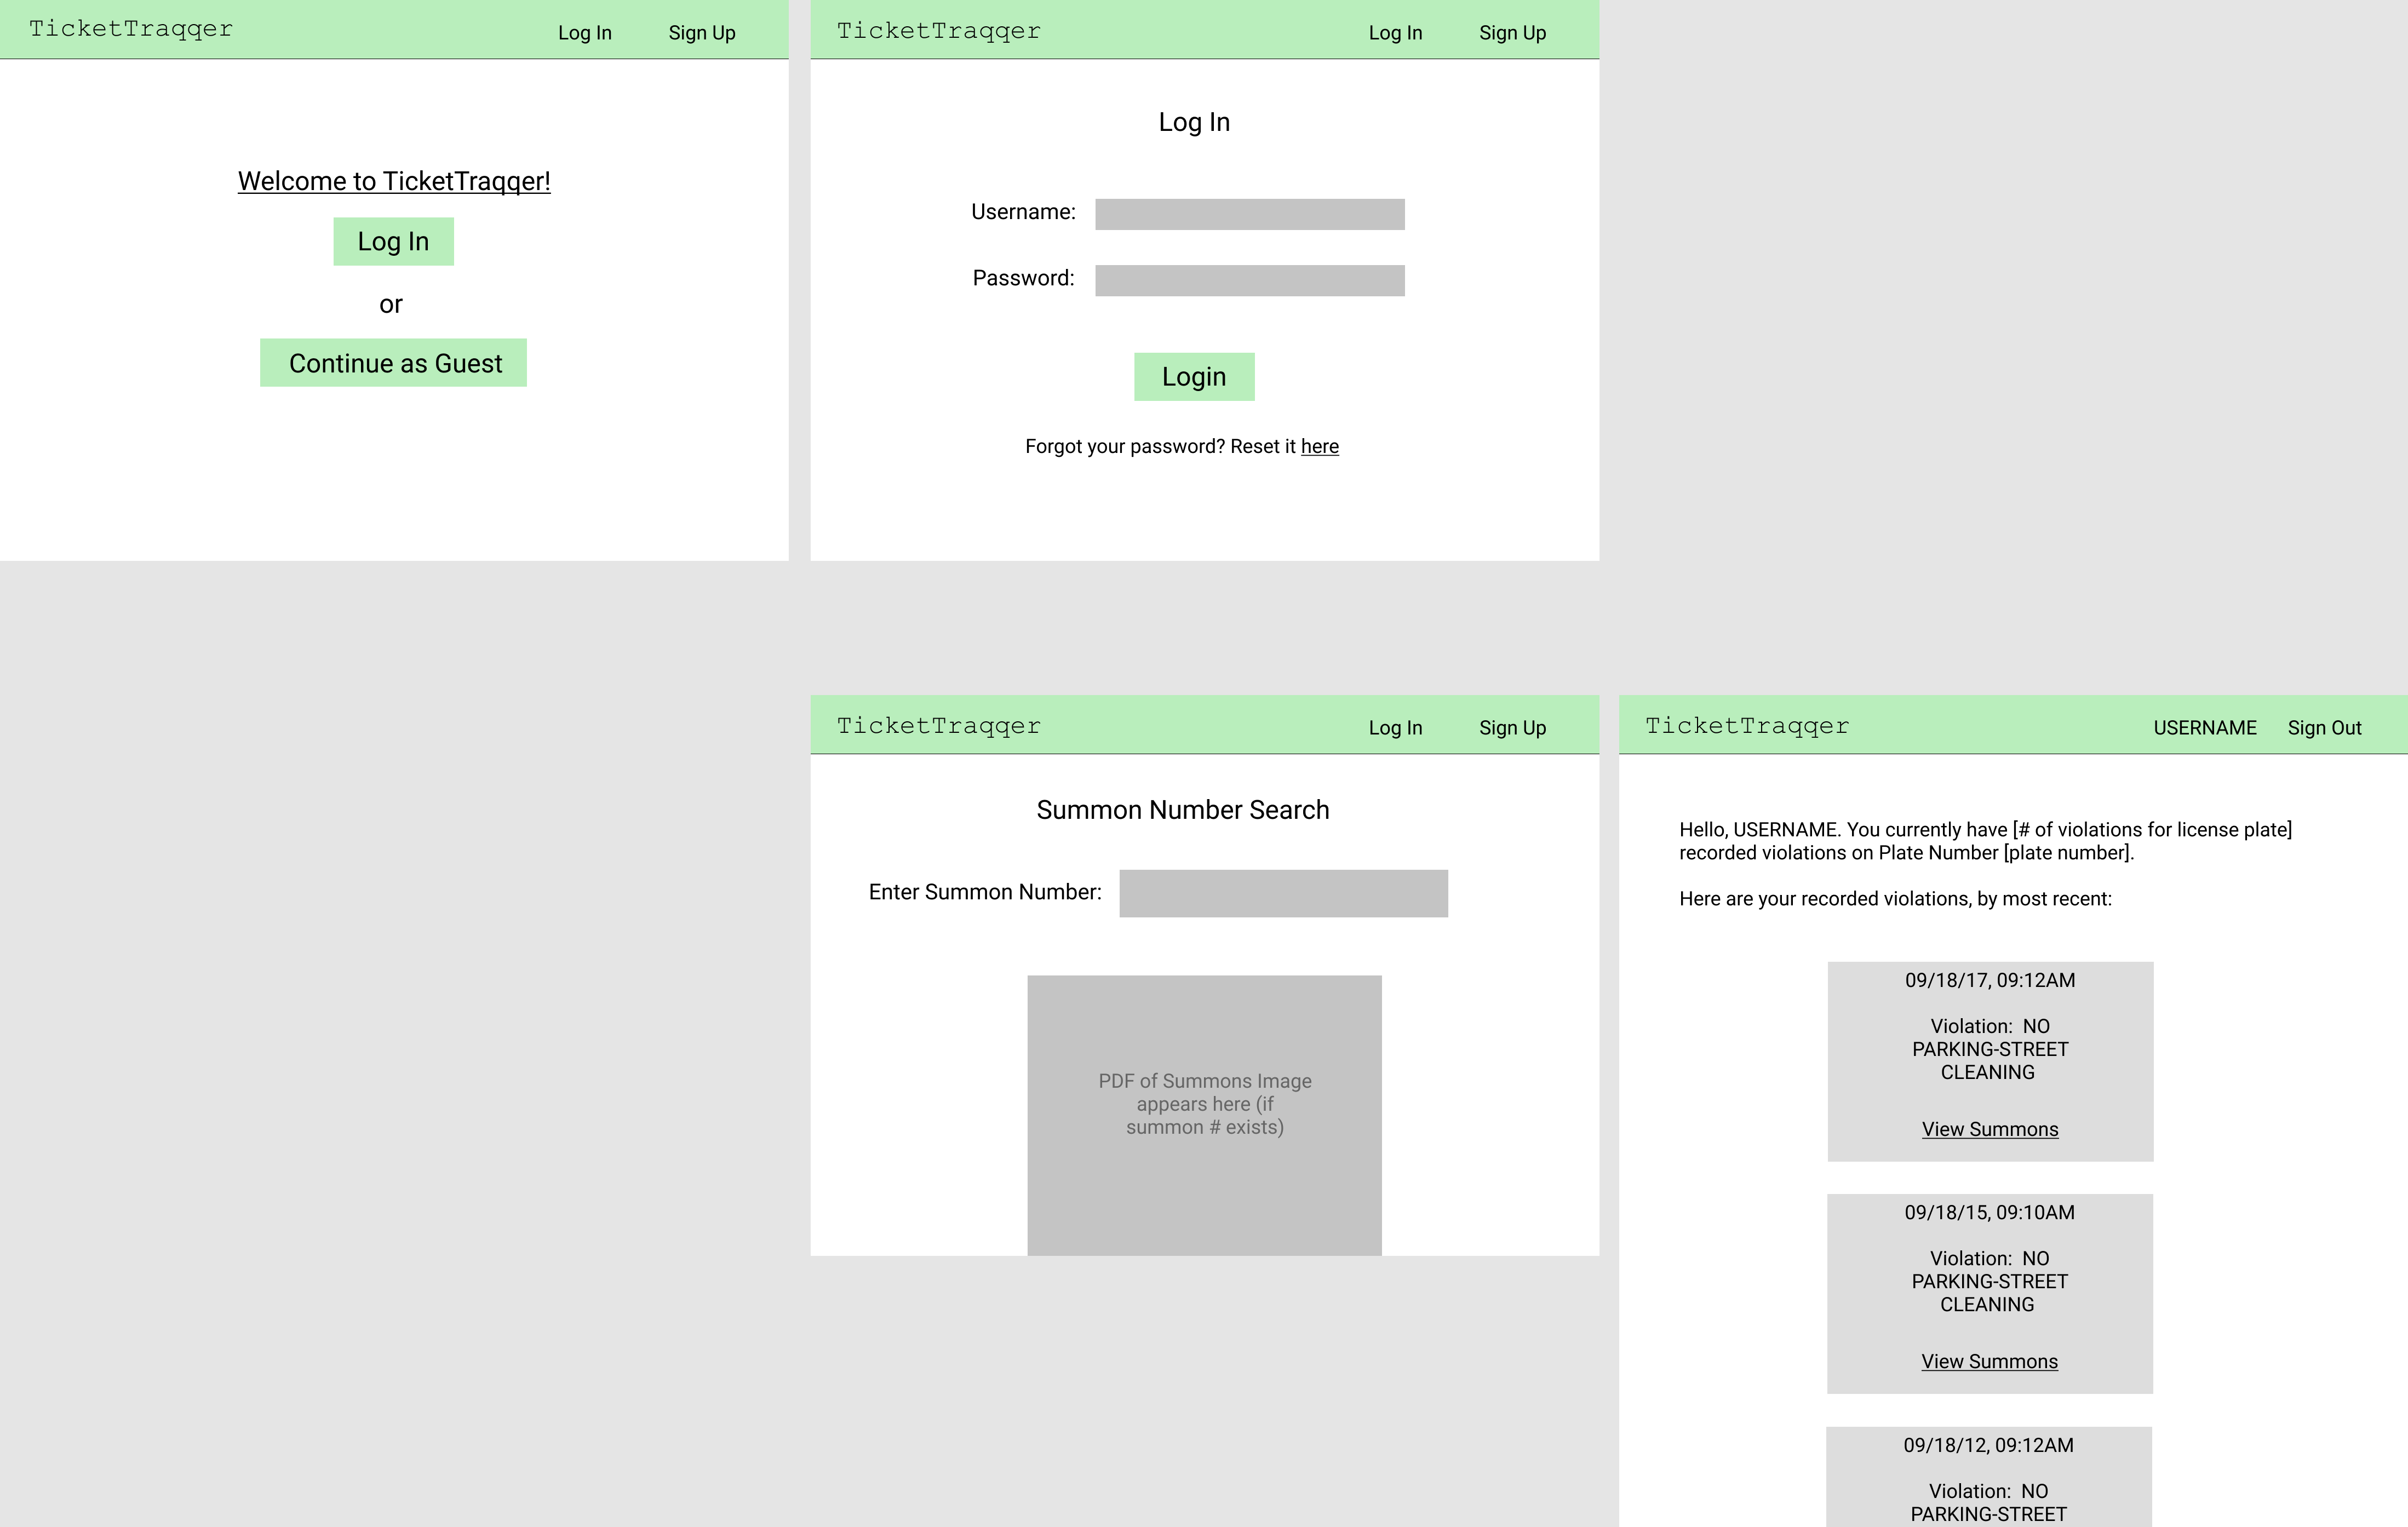 TicketTraqqer
Log In
Sign Up
Welcome to TicketTraqqer!
Log In
or
Continue as Guest
TicketTraqqer
Log In
Sign Up
Log In
Username:
Password:
Login
Forgot your password? Reset it here
TicketTraqqer
Log In
Sign Up
Summon Number Search
Enter Summon Number:
PDF of Summons Image
appears here (if
summon # exists)
TicketTraqqer
USERNAME
Sign Out
Hello, USERNAME. You currently have [# of violations for license plate]
recorded violations on Plate Number [plate number].
Here are your recorded violations, by most recent:
09/18/17, 09:12AM
Violation:  NO
PARKING-STREET
CLEANING
View Summons
09/18/15, 09:10AM
Violation:  NO
PARKING-STREET
CLEANING
View Summons
09/18/12, 09:12AM
Violation:  NO
PARKING-STREET